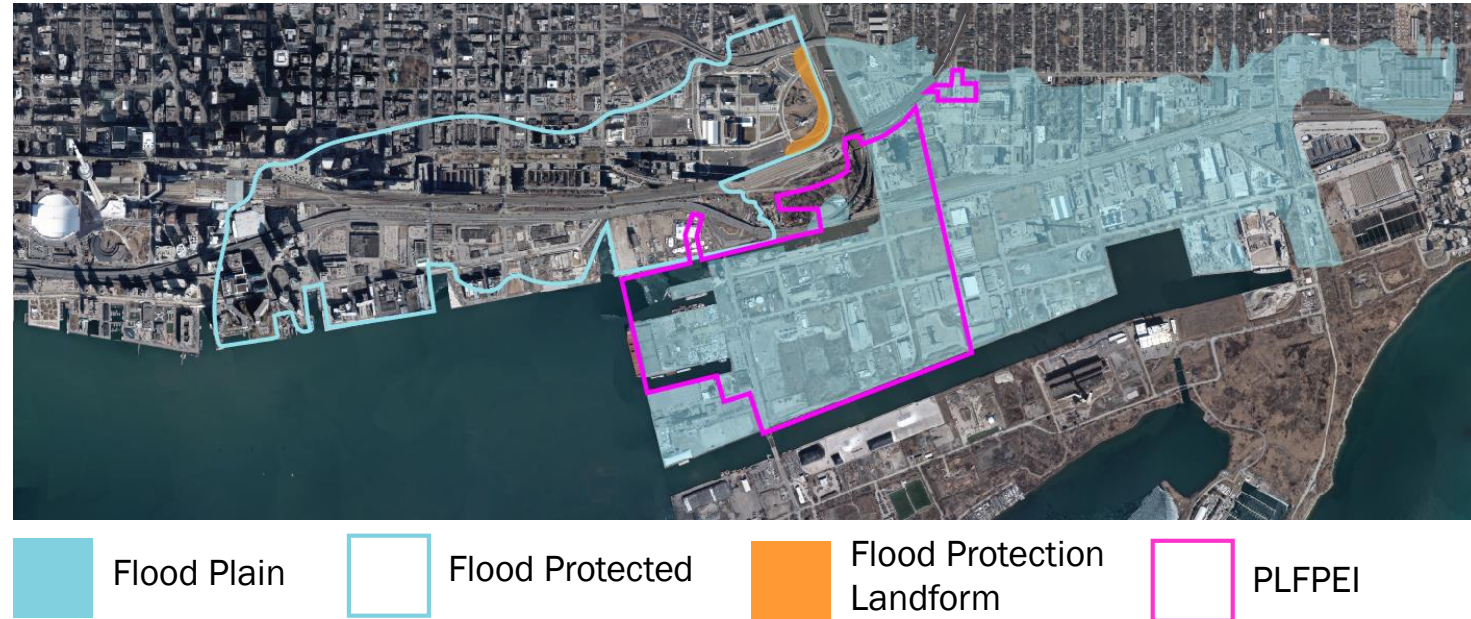 Flood Plain
Flood Protected
Flood Protection
Landform
PLFPEI